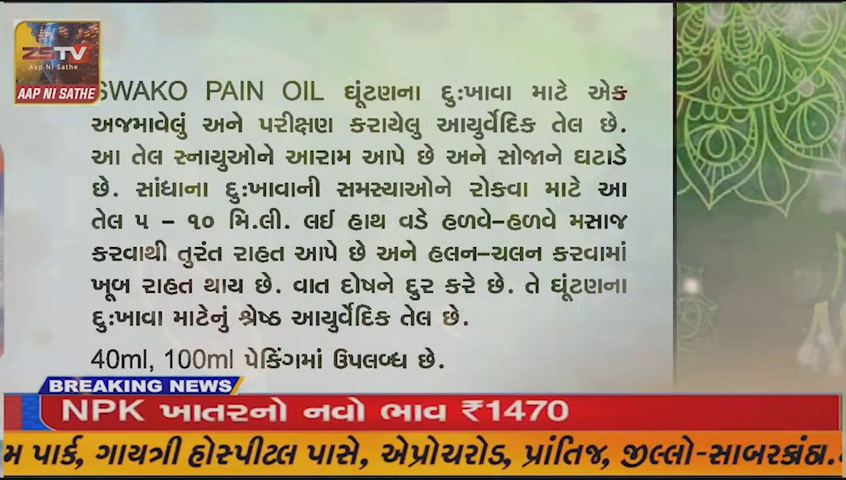 ZSTV
Aap Ni Sathe
AAP NI SATHE
SWAKO PAIN OIL ઘૂંટણના દુઃખાવા માટે એક
અજમાવેલું અને પરીક્ષણ કરાયેલુ આયુર્વેદિક તેલ છે.
આ તેલ સ્નાયુઓને આરામ આપે છે અને સોજાને ઘટાડે
છે. સાંધાના દુઃખાવાની સમસ્યાઓને રોકવા માટે આ
તેલ ૫ – ૧૦ મિ.લી. લઈ હાથ વડે હળવે–હળવે મસાજ
કરવાથી તુરંત રાહત આપે છે અને હલન–ચલન કરવામાં
ખૂબ રાહત થાય છે. વાત દોષને દુર કરે છે. તે ઘૂંટણના
દુઃખાવા માટેનું શ્રેષ્ઠ આયુર્વેદિક તેલ છે.
40ml, 100ml પેકિંગમાં ઉપલબ્ધ છે.
BREAKING NEWS
NPK ખાતરનો નવો ભાવ ₹1470
મ પાર્ક, ગાયત્રી હોસ્પીટલ પાસે, એપ્રોચરોડ, પ્રાંતિજ, જીલ્લો-સાબરકાંઠા.